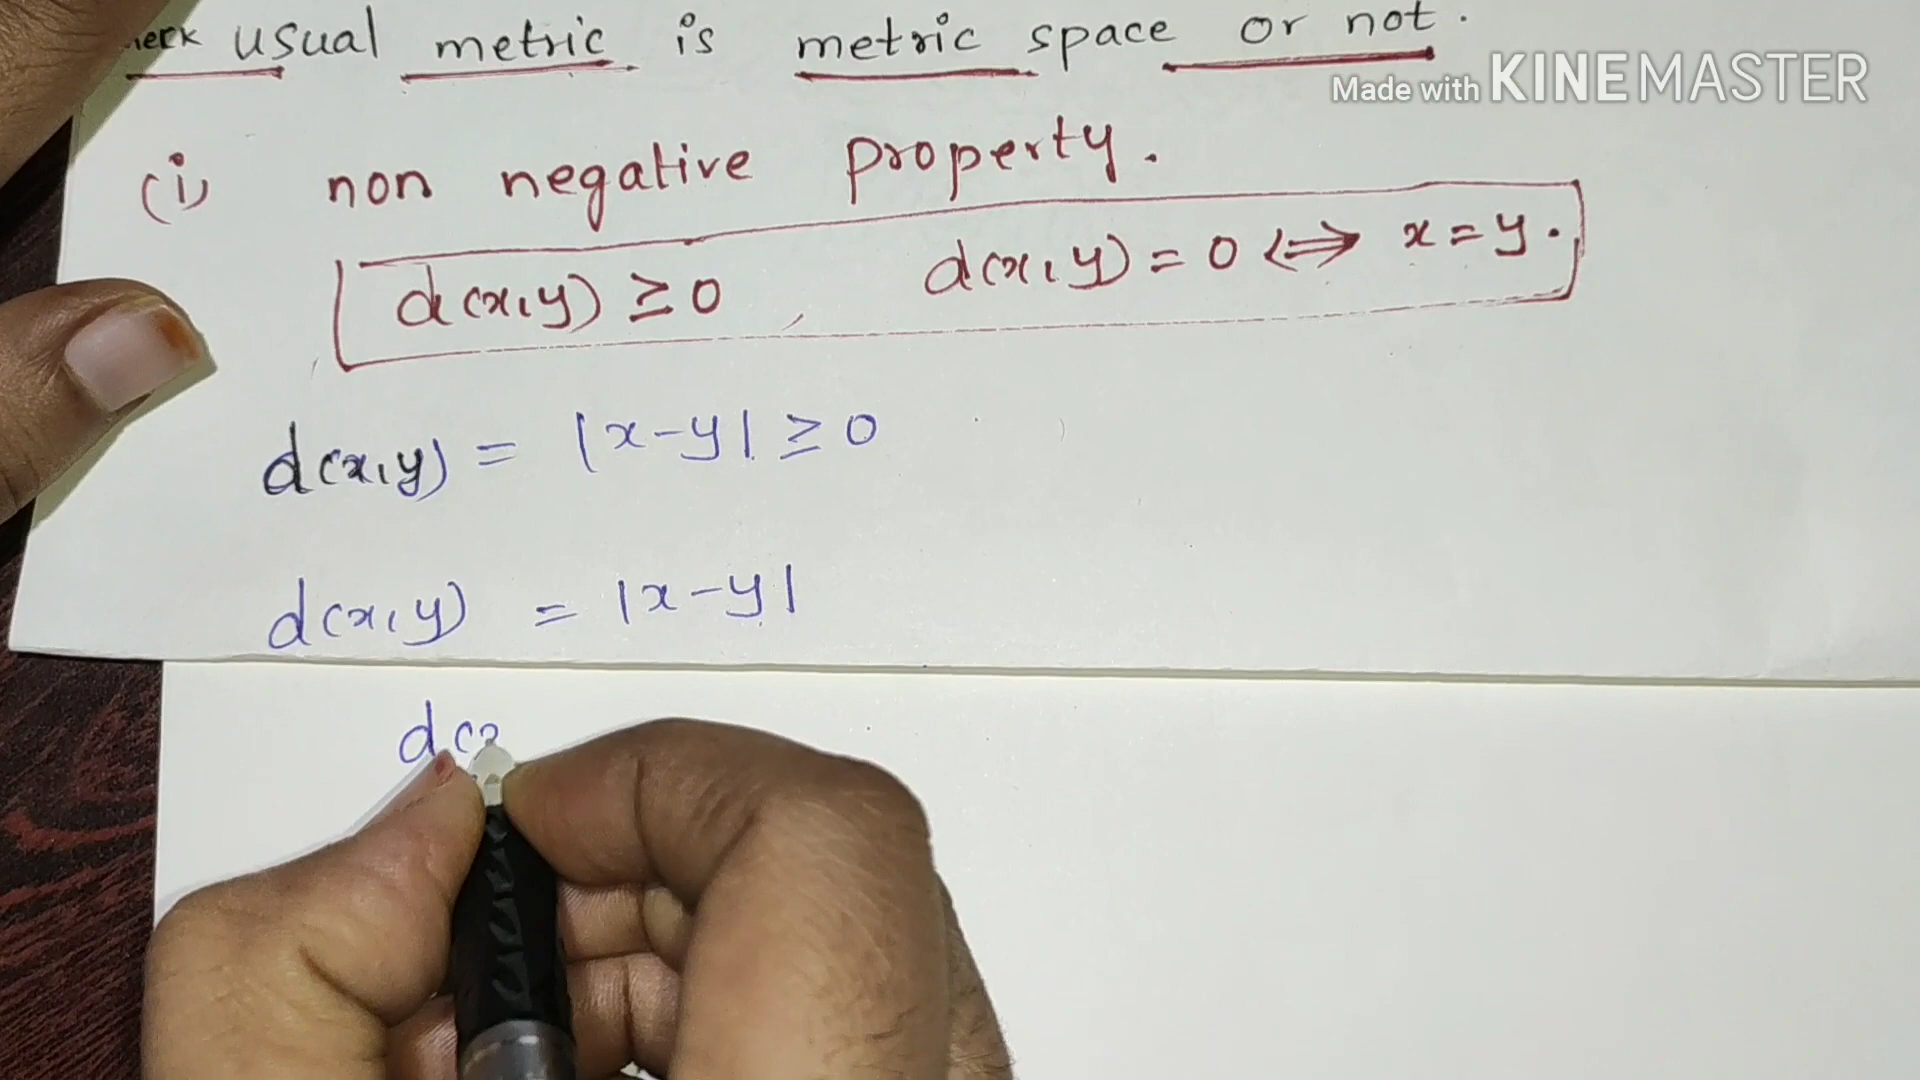 usual metric is metric space or not.
Made with KINEMASTER
(i) non negative property.
d(x,y) ≥ 0, d(x,y) = 0 ⟺ x = y.
d(x,y) = |x-y| ≥ 0
d(x,y) = |x-y|
d(x